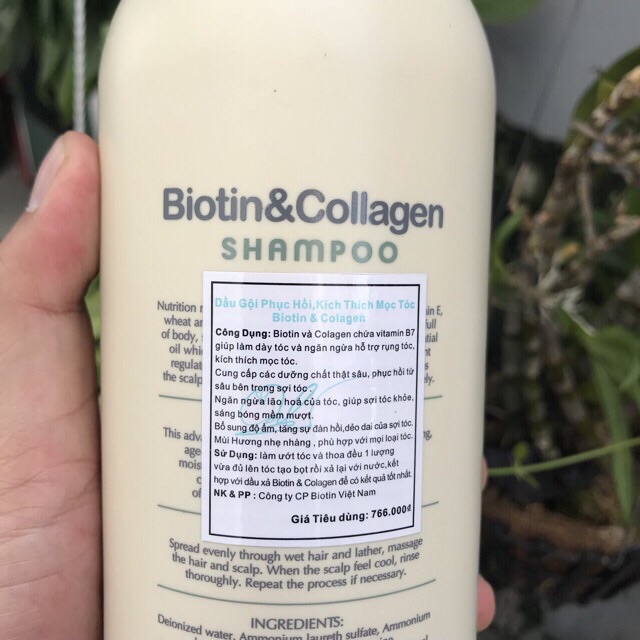 Biotin&Collagen
SHAMPOO
Dầu Gội Phục Hồi,Kích Thích Mọc Tóc
Biotin & Colagen
Công Dụng: Biotin và Colagen chứa vitamin B7
giúp làm dày tóc và ngăn ngừa hỗ trợ rụng tóc,
kích thích mọc tóc.
Cung cấp các dưỡng chất thật sâu, phục hồi từ
sâu bên trong sợi tóc
Ngăn ngừa lão hoá của tóc, giúp sợi tóc khỏe,
sáng bóng mềm mượt.
Bổ sung độ ẩm, tăng sự đàn hồi,dẻo dai của sợi tóc.
Mùi Hương nhẹ nhàng , phù hợp với mọi loại tóc.
Sử Dụng: làm ướt tóc và thoa đều 1 lượng
vừa đủ lên tóc tạo bọt rồi xả lại với nước,kết
hợp với dầu xả Biotin & Colagen để có kết quả tốt nhất.
NK & PP : Công ty CP Biotin Việt Nam
Giá Tiêu dùng: 766.000đ
Nutrition
wheat
full
of body,
oil
the scalp
This
Spread evenly through wet hair and lather, massage
the hair and scalp. When the scalp feel cool, rinse
thoroughly. Repeat the process if necessary.
INGREDIENTS:
Deionized water, Ammonium laureth sulfate, Ammonium